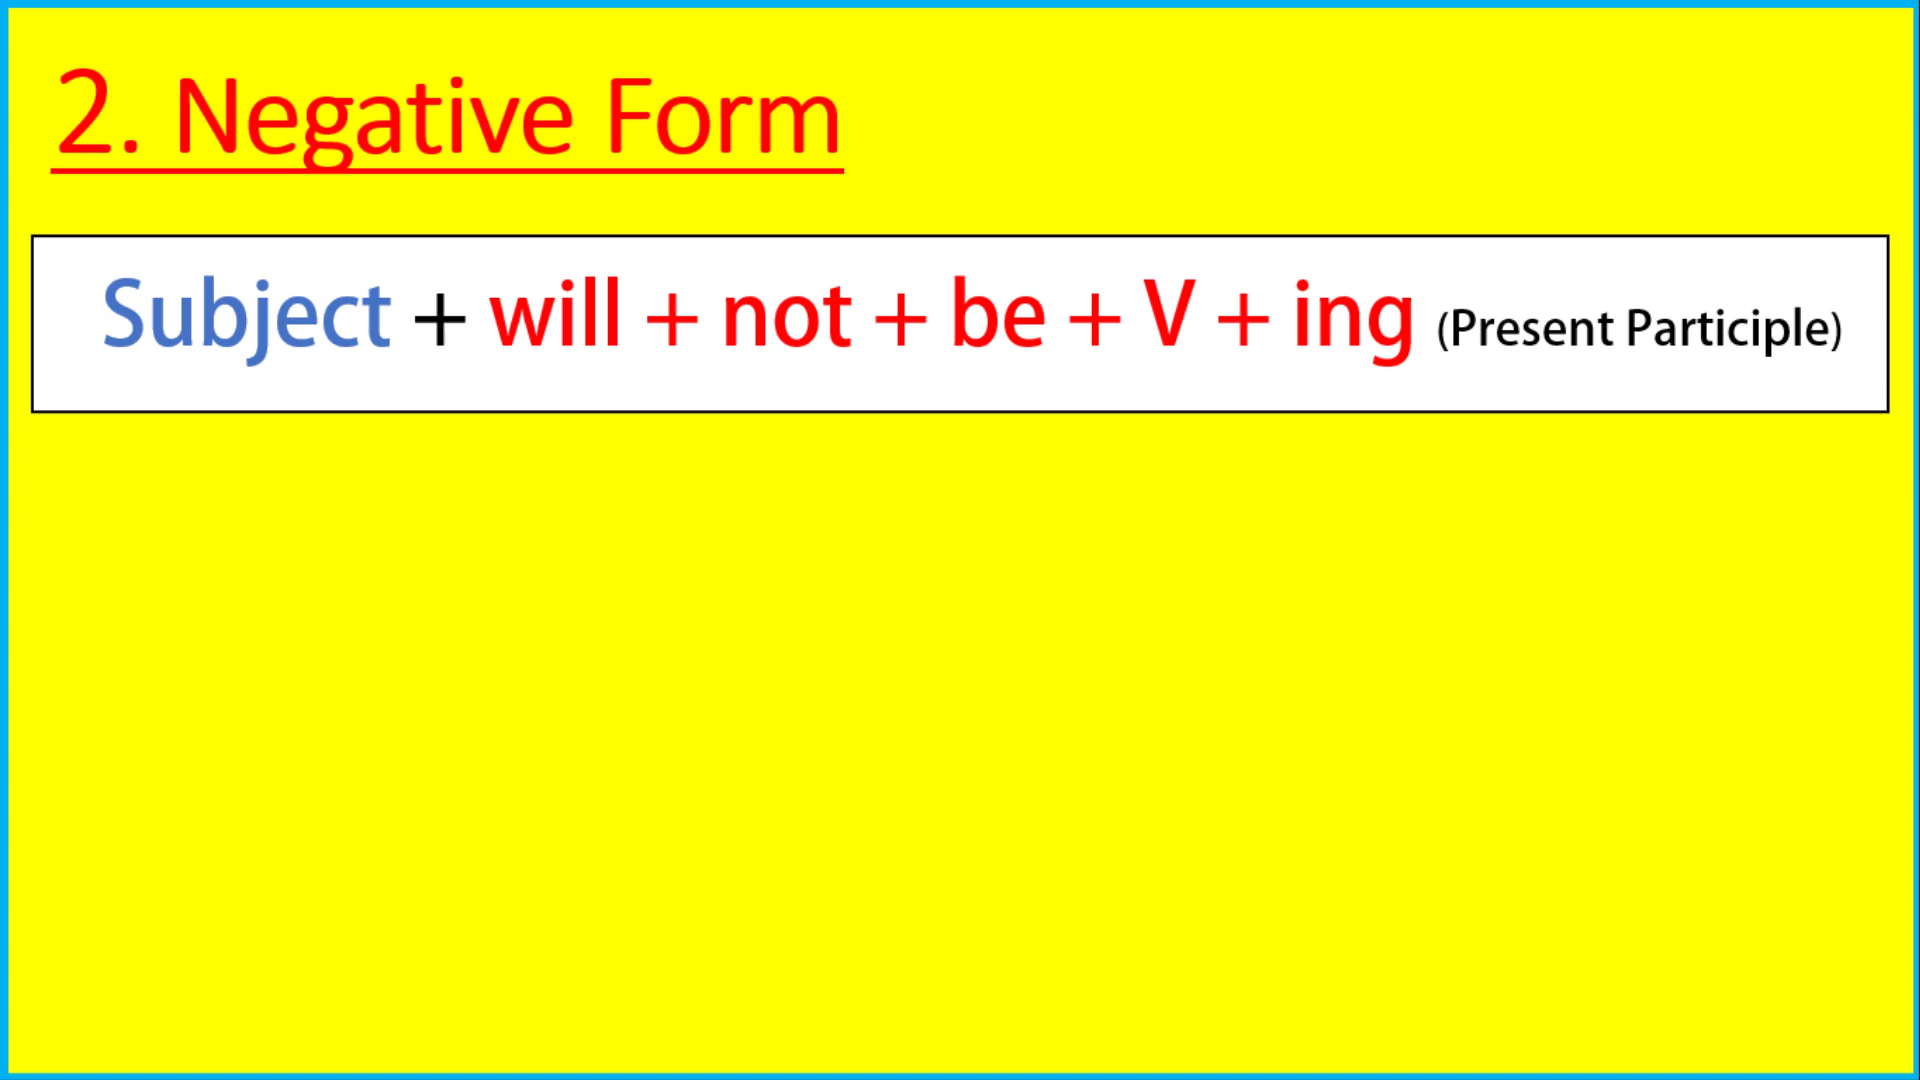 2. Negative Form
Subject + will + not + be + V + ing (Present Participle)